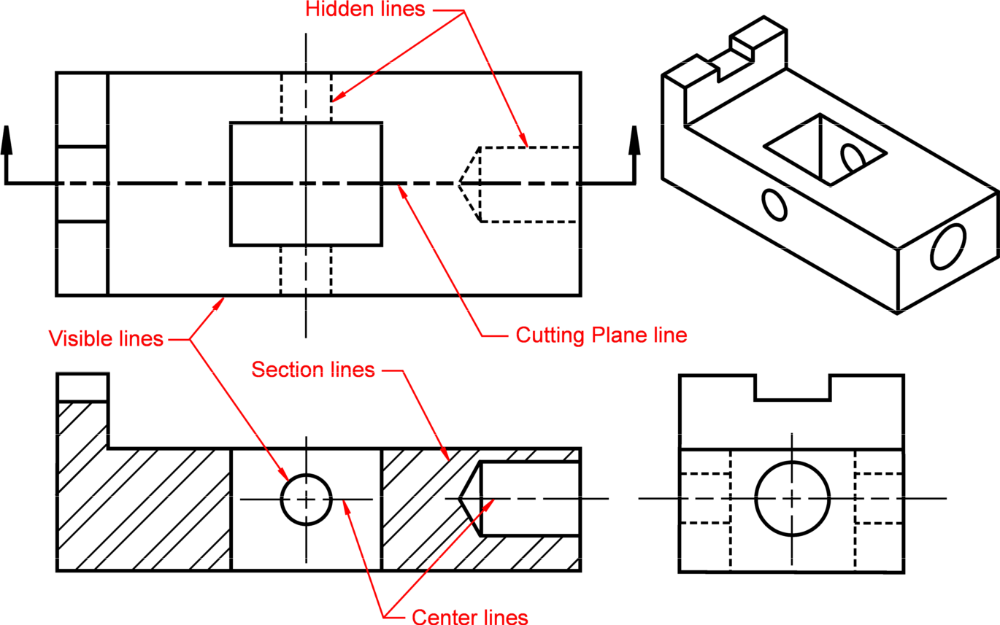 Hidden lines
Visible lines
Cutting Plane line
Section lines
Center lines